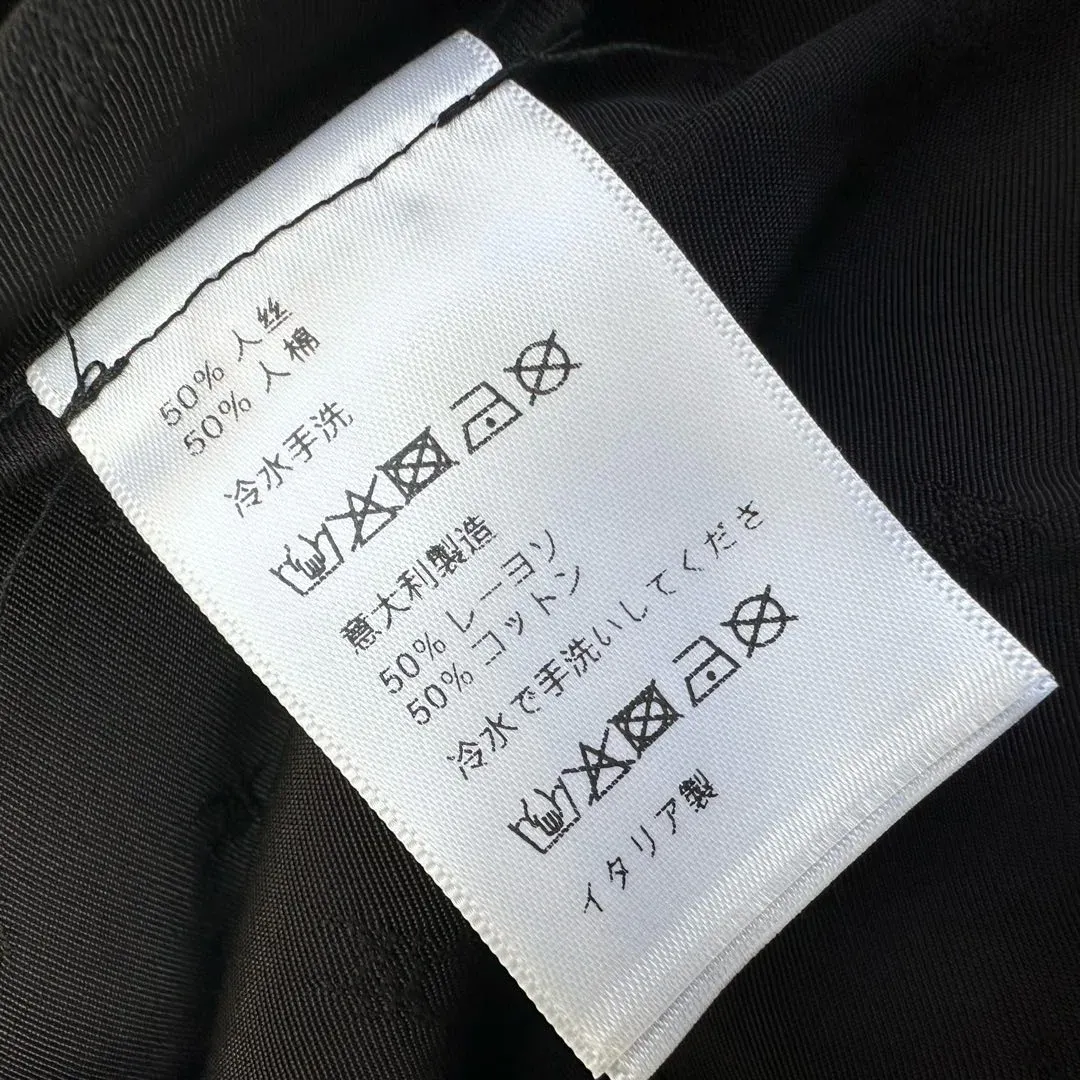 50% 人丝
50% 人棉
冷水手洗
意大利製造
50% レーヨソ
50% コットン
冷水で手洗いしてくださ
イタリア製